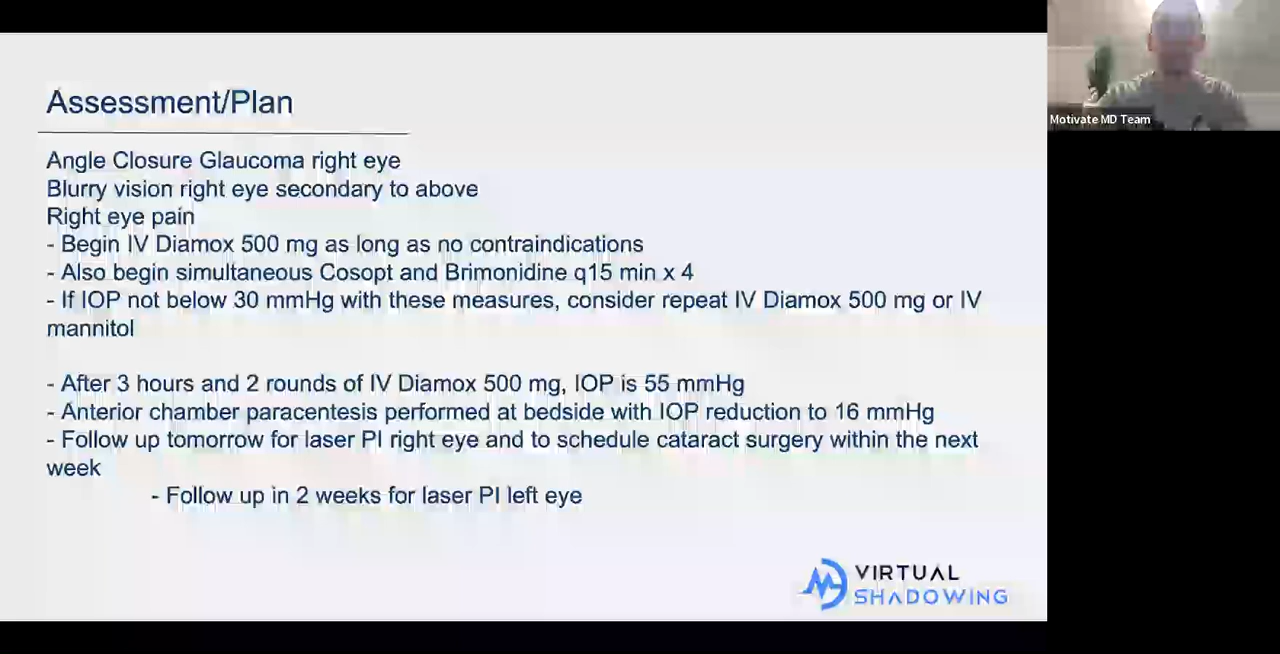 Assessment/Plan
Angle Closure Glaucoma right eye
Blurry vision right eye secondary to above
Right eye pain
- Begin IV Diamox 500 mg as long as no contraindications
- Also begin simultaneous Cosopt and Brimonidine q15 min x 4
- If IOP not below 30 mmHg with these measures, consider repeat IV Diamox 500 mg or IV
mannitol
- After 3 hours and 2 rounds of IV Diamox 500 mg, IOP is 55 mmHg
- Anterior chamber paracentesis performed at bedside with IOP reduction to 16 mmHg
- Follow up tomorrow for laser PI right eye and to schedule cataract surgery within the next
week
- Follow up in 2 weeks for laser PI left eye
VIRTUAL
SHADOWING
Motivate MD Team